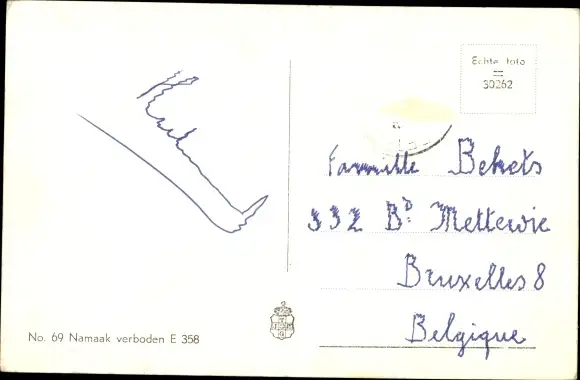 Echte foto
=
30262
Famille Bekets
332 Bd: Mettewie
Bruxelles 8
Belgique
No. 69 Namaak verboden E 358